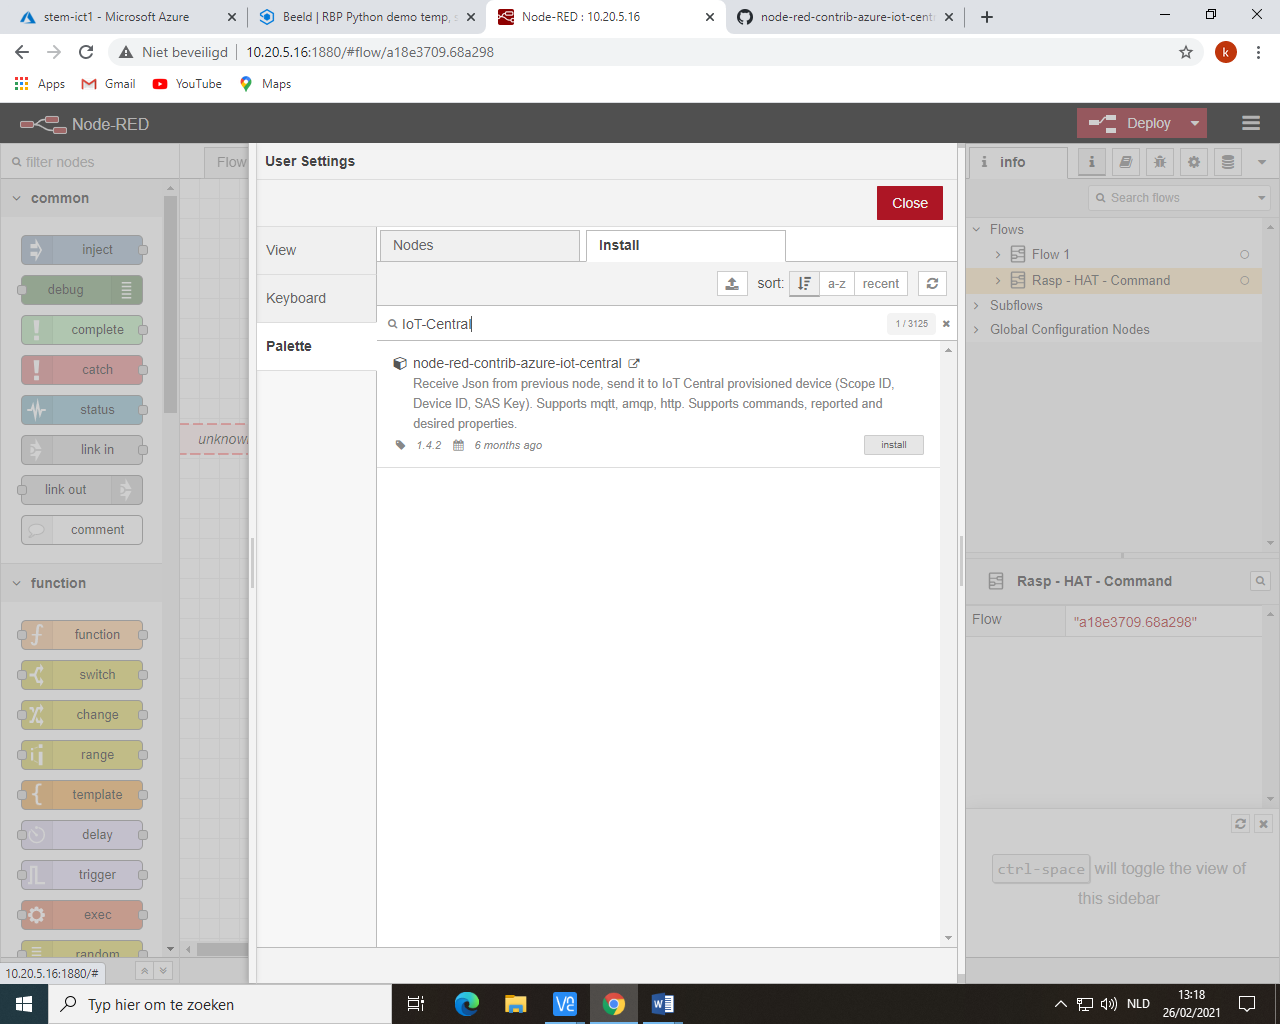 stem-ict1 - Microsoft Azure
Beeld | RBP Python demo temp, s
Node-RED : 10.20.5.16
node-red-contrib-azure-iot-centr
Niet beveiligd
10.20.5.16:1880/#flow/a18e3709.68a298
k
Apps
Gmail
YouTube
Maps
Node-RED
Deploy
filter nodes
Flow
User Settings
info
common
Close
Search flows
inject
debug
complete
catch
status
link in
link out
comment
function
function
switch
change
range
template
delay
trigger
exec
random
unknown
View
Keyboard
Palette
Nodes
Install
sort:
a-z
recent
IoT-Central
1 / 3125
node-red-contrib-azure-iot-central
Receive Json from previous node, send it to IoT Central provisioned device (Scope ID,
Device ID, SAS Key). Supports mqtt, amqp, http. Supports commands, reported and
desired properties.
1.4.2
6 months ago
install
Flows
Flow 1
Rasp - HAT - Command
Subflows
Global Configuration Nodes
Rasp - HAT - Command
Flow
"a18e3709.68a298"
ctrl-space will toggle the view of
this sidebar
10.20.5.16:1880/#
Typ hier om te zoeken
NLD
13:18
26/02/2021